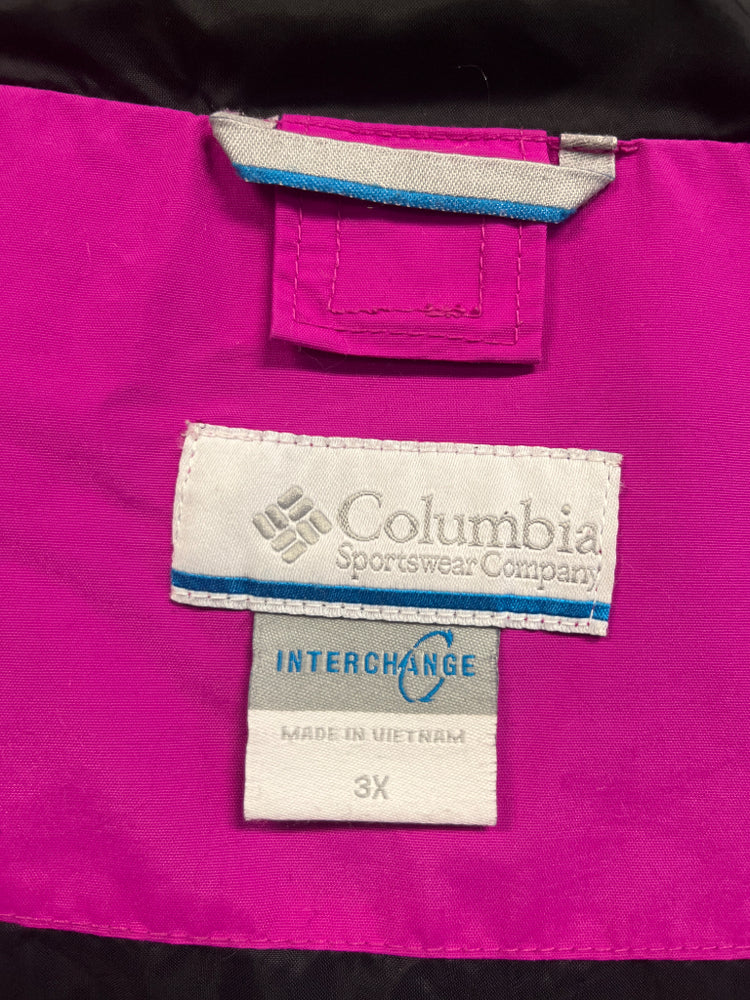 Columbia
Sportswear Company
INTERCHANGE
MADE IN VIETNAM
3X